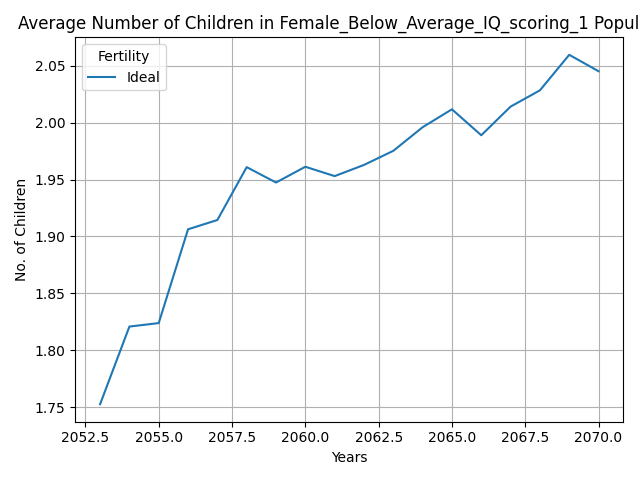 Average Number of Children in Female_Below_Average_IQ_scoring_1 Popul
Fertility
Ideal
2.05
2.00
1.95
1.90
1.85
1.80
1.75
No. of Children
2052.5 2055.0 2057.5 2060.0 2062.5 2065.0 2067.5 2070.0
Years